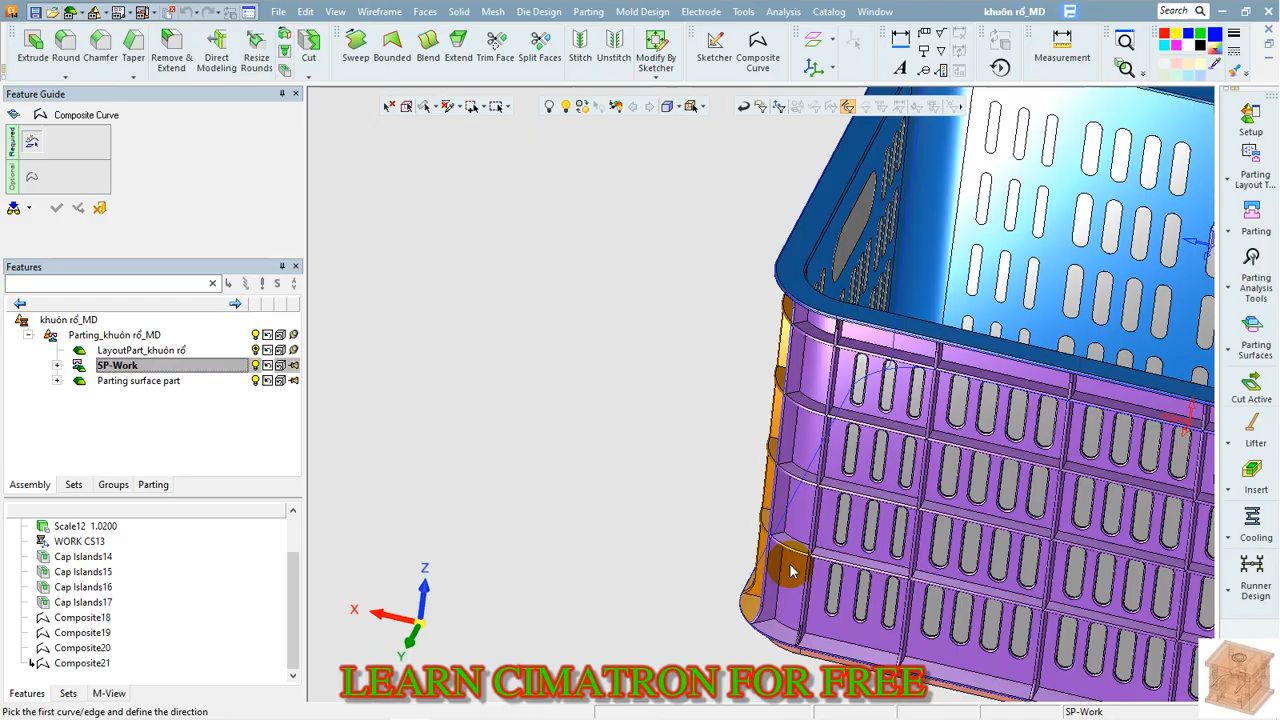 File Edit View Wireframe Faces Solid Mesh Die Design Parting Mold Design Electrode Tools Analysis Catalog Window khuôn rổ_MD Search
Extrude Round Chamfer Taper Remove & Extend Direct Modeling Resize Rounds Cut Sweep Bounded Blend Extend Trim Face Split Faces Stitch Unstitch Modify By Sketcher Sketcher Composite Curve Measurement
Feature Guide
Composite Curve
Required
Optional
Features
khuôn rổ_MD
Parting_khuôn rổ_MD
LayoutPart_khuôn rổ
SP-Work
Parting surface part
Assembly Sets Groups Parting
Scale12 1.0200
WORK CS13
Cap Islands14
Cap Islands15
Cap Islands16
Cap Islands17
Composite18
Composite19
Composite20
Composite21
Features Sets M-View
Pick the first curve/edge and define the direction
SP-Work
Z
X
Y
LEARN CIMATRON FOR FREE
Setup
Parting Layout T...
Parting
Parting Analysis Tools
Parting Surfaces
Cut Active
Lifter
Insert
Cooling
Runner Design